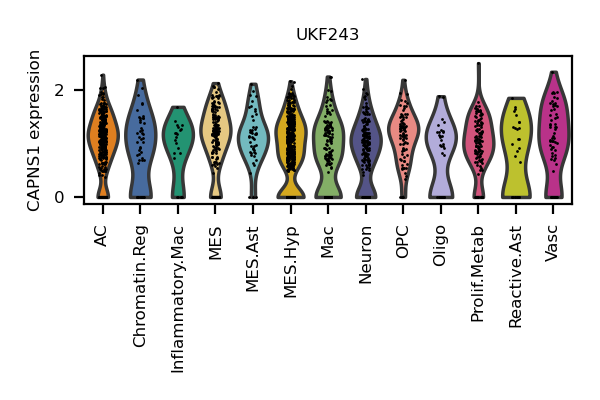 UKF243
CAPNS1 expression
2
0
AC
Chromatin.Reg
Inflammatory.Mac
MES
MES.Ast
MES.Hyp
Mac
Neuron
OPC
Oligo
Prolif.Metab
Reactive.Ast
Vasc